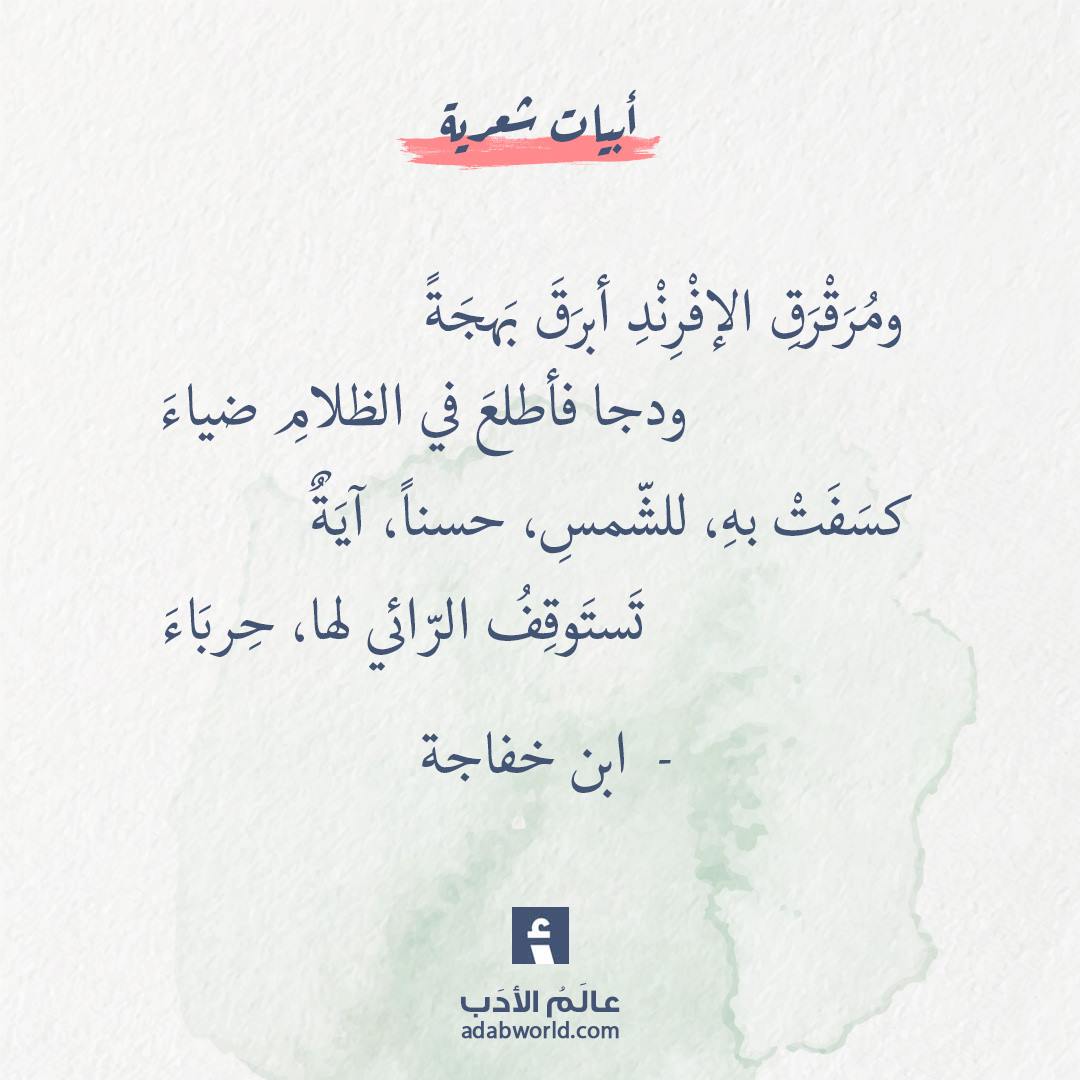 أبيات شعرية
ومُرَقْرَقِ الإفْرِنْدِ أبرَقَ بَهجَةً
ودجا فأطلعَ في الظلامِ ضياءَ
كسَفَتْ بهِ، للشّمسِ، حسناً، آيَةٌ
تَستَوقِفُ الرّائي لها، حِربَاءَ
- ابن خفاجة
أ
عالَمُ الأدَب
adabworld.com